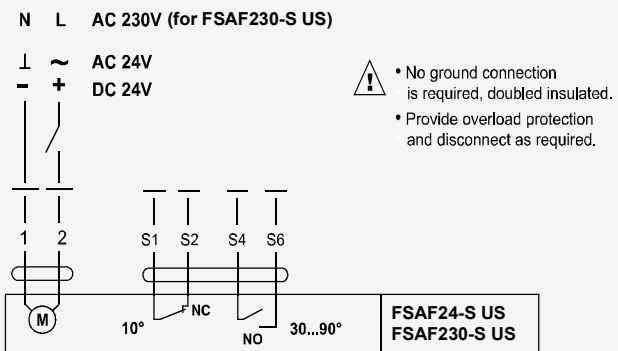 N L AC 230V (for FSAF230-S US)
⊥ ~ AC 24V
− + DC 24V
• No ground connection
is required, doubled insulated.
• Provide overload protection
and disconnect as required.
1 2 S1 S2 S4 S6
M
10° NC NO 30...90°
FSAF24-S US
FSAF230-S US